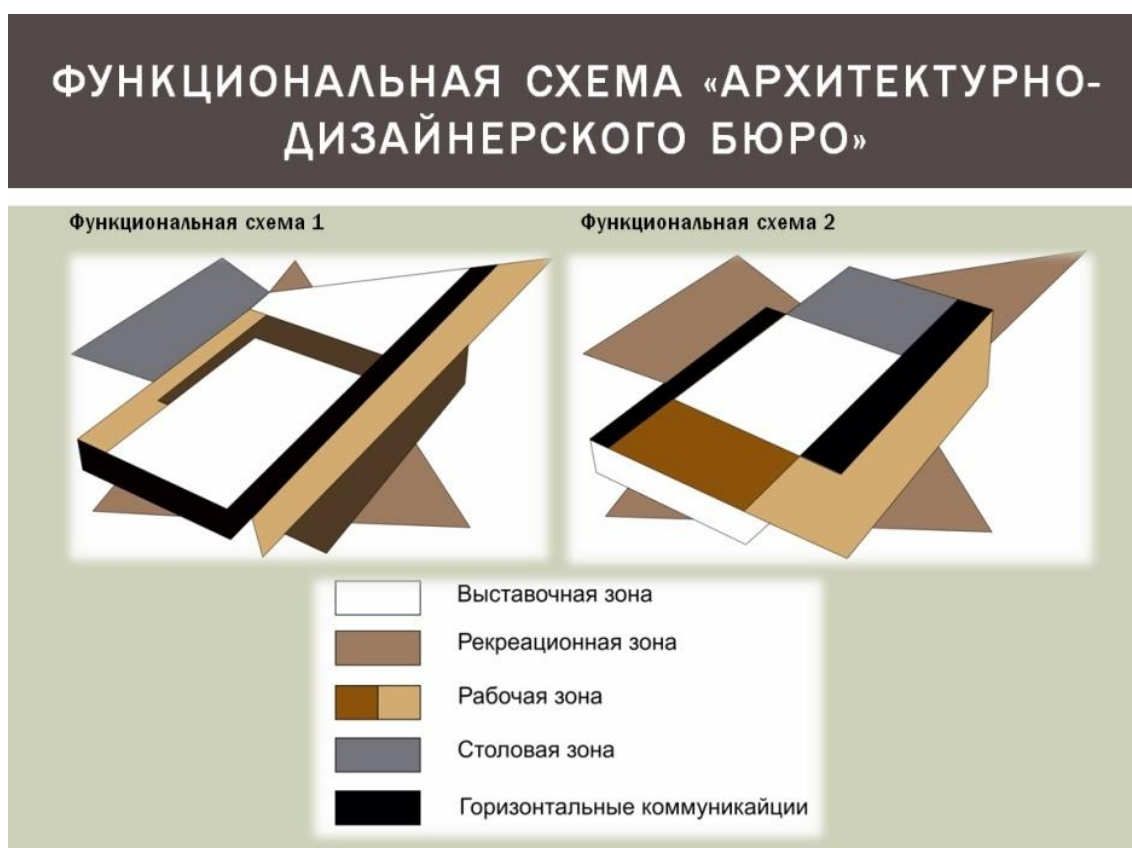 ФУНКЦИОНАЛЬНАЯ СХЕМА «АРХИТЕКТУРНО-
ДИЗАЙНЕРСКОГО БЮРО»
Функциональная схема 1
Функциональная схема 2
Выставочная зона
Рекреационная зона
Рабочая зона
Столовая зона
Горизонтальные коммуникайции